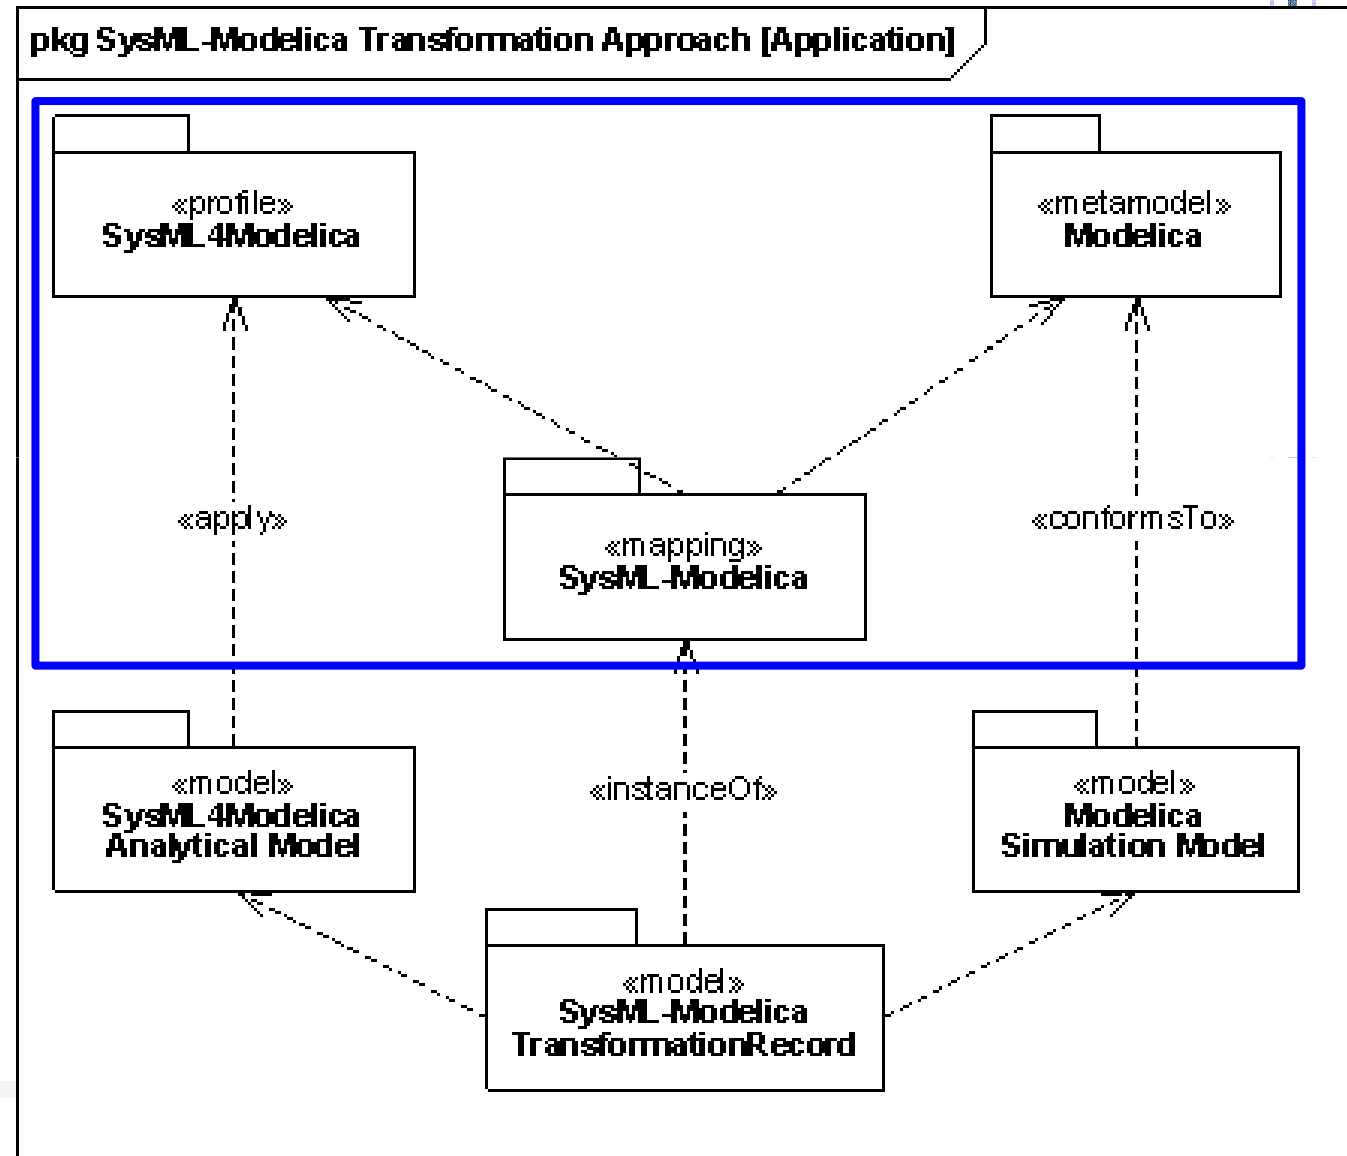 pkg SysML-Modelica Transformation Approach [Application]
«profile»
SysML4Modelica
«metamodel»
Modelica
«apply»
«conformsTo»
«mapping»
SysML-Modelica
«instanceOf»
«model»
SysML4Modelica
Analytical Model
«model»
Modelica
Simulation Model
«model»
SysML-Modelica
TransformationRecord